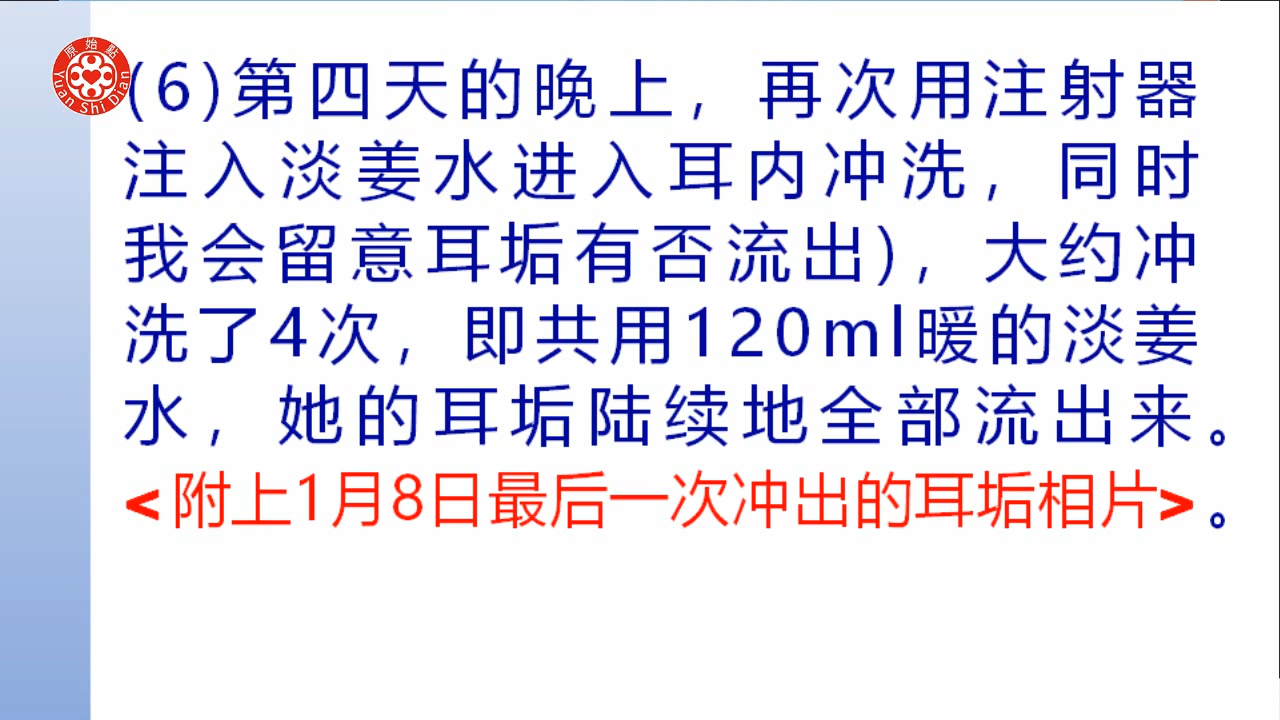 原始點
Yuan Shi Dian
(6)第四天的晚上，再次用注射器
注入淡姜水进入耳内冲洗，同时
我会留意耳垢有否流出)，大约冲
洗了4次，即共用120ml暖的淡姜
水，她的耳垢陆续地全部流出来。
<附上1月8日最后一次冲出的耳垢相片>。